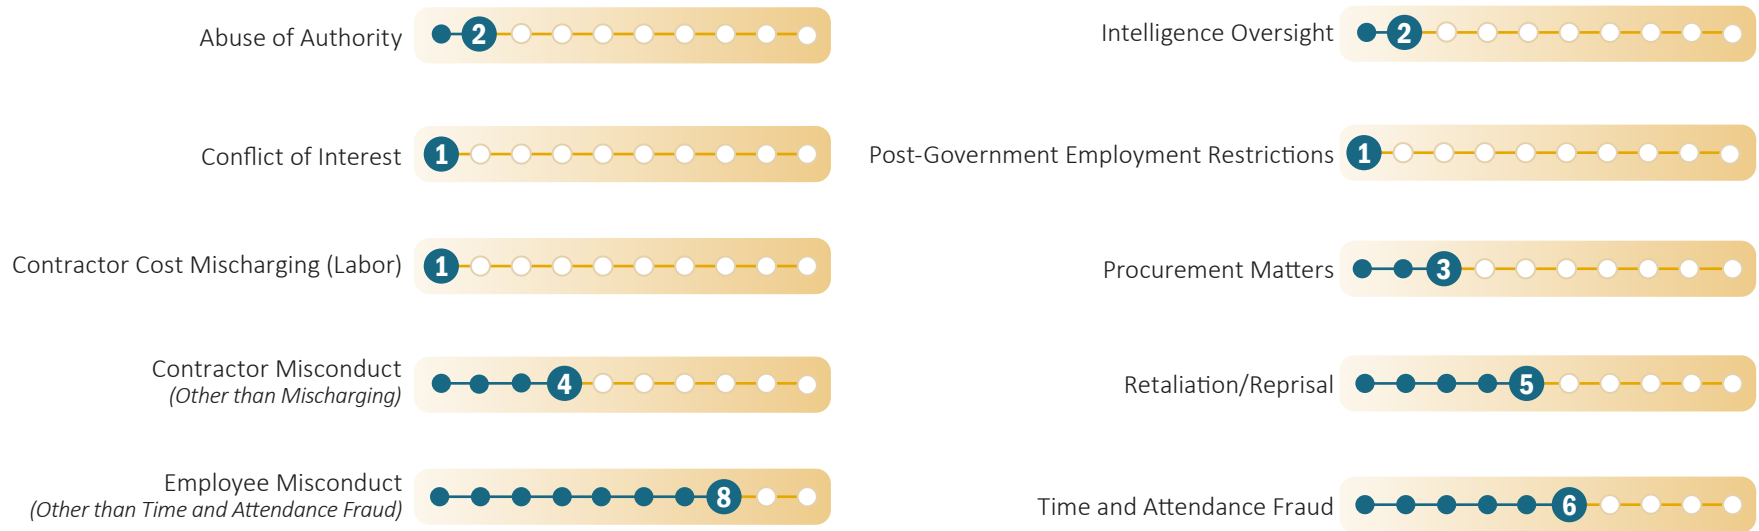 Abuse of Authority
2
Conflict of Interest
1
Contractor Cost Mischarging (Labor)
1
Contractor Misconduct
(Other than Mischarging)
4
Employee Misconduct
(Other than Time and Attendance Fraud)
8
Intelligence Oversight
2
Post-Government Employment Restrictions
1
Procurement Matters
3
Retaliation/Reprisal
5
Time and Attendance Fraud
6